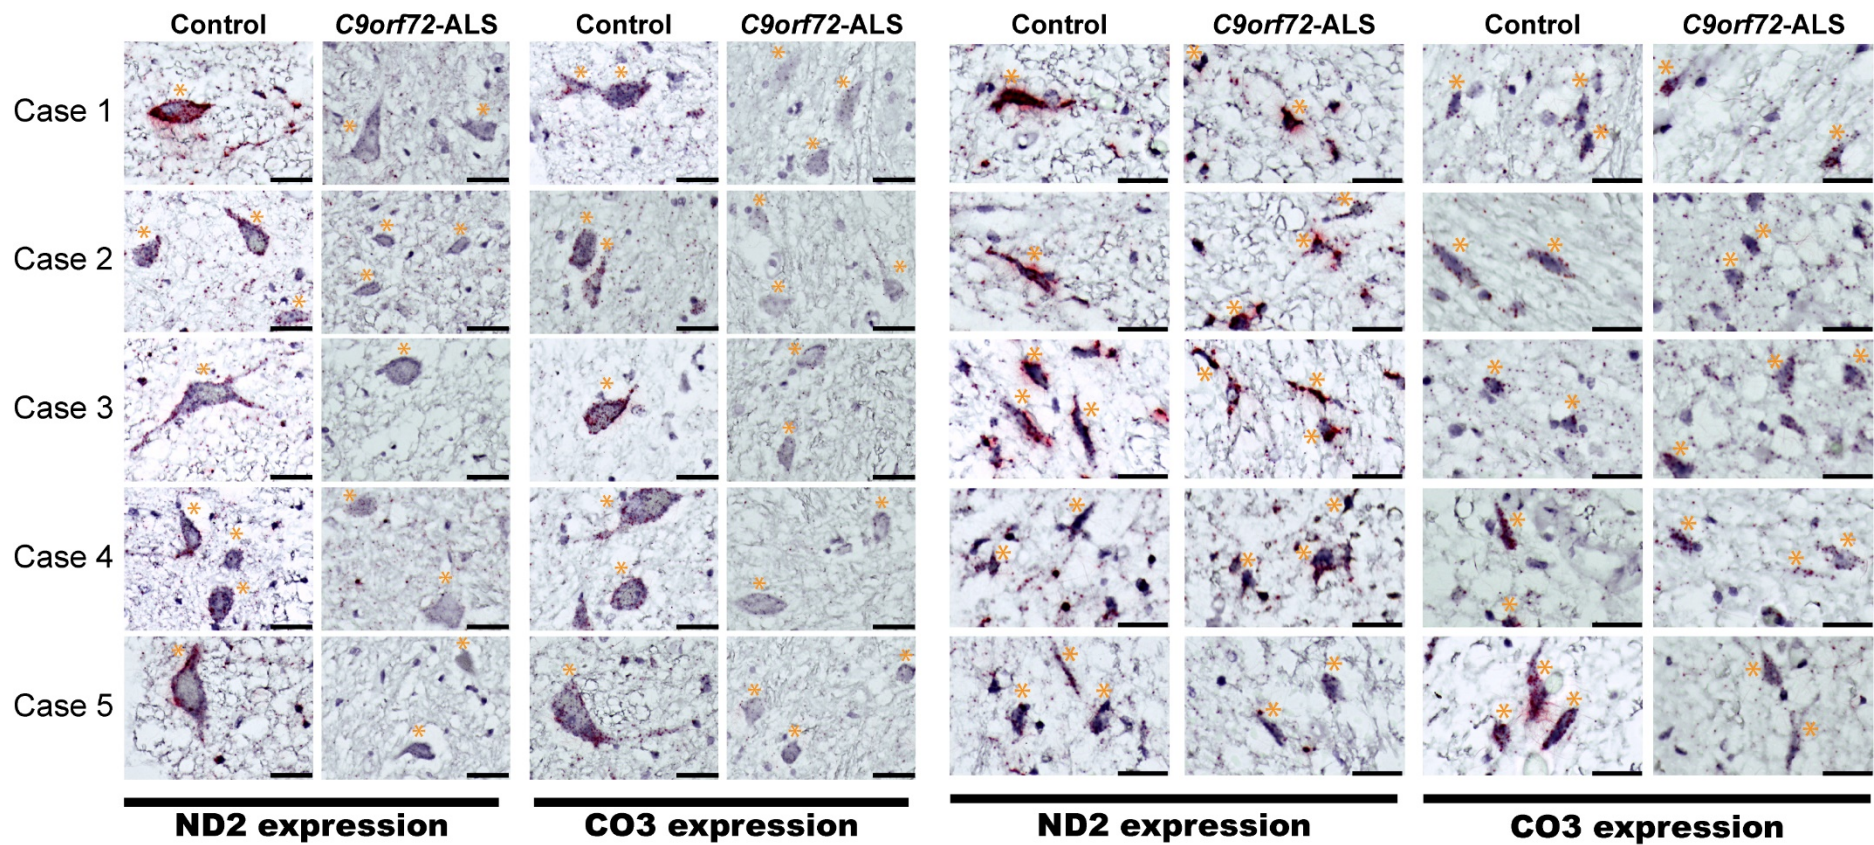 Control C9orf72-ALS Control C9orf72-ALS Control C9orf72-ALS Control C9orf72-ALS
Case 1
Case 2
Case 3
Case 4
Case 5
ND2 expression CO3 expression ND2 expression CO3 expression